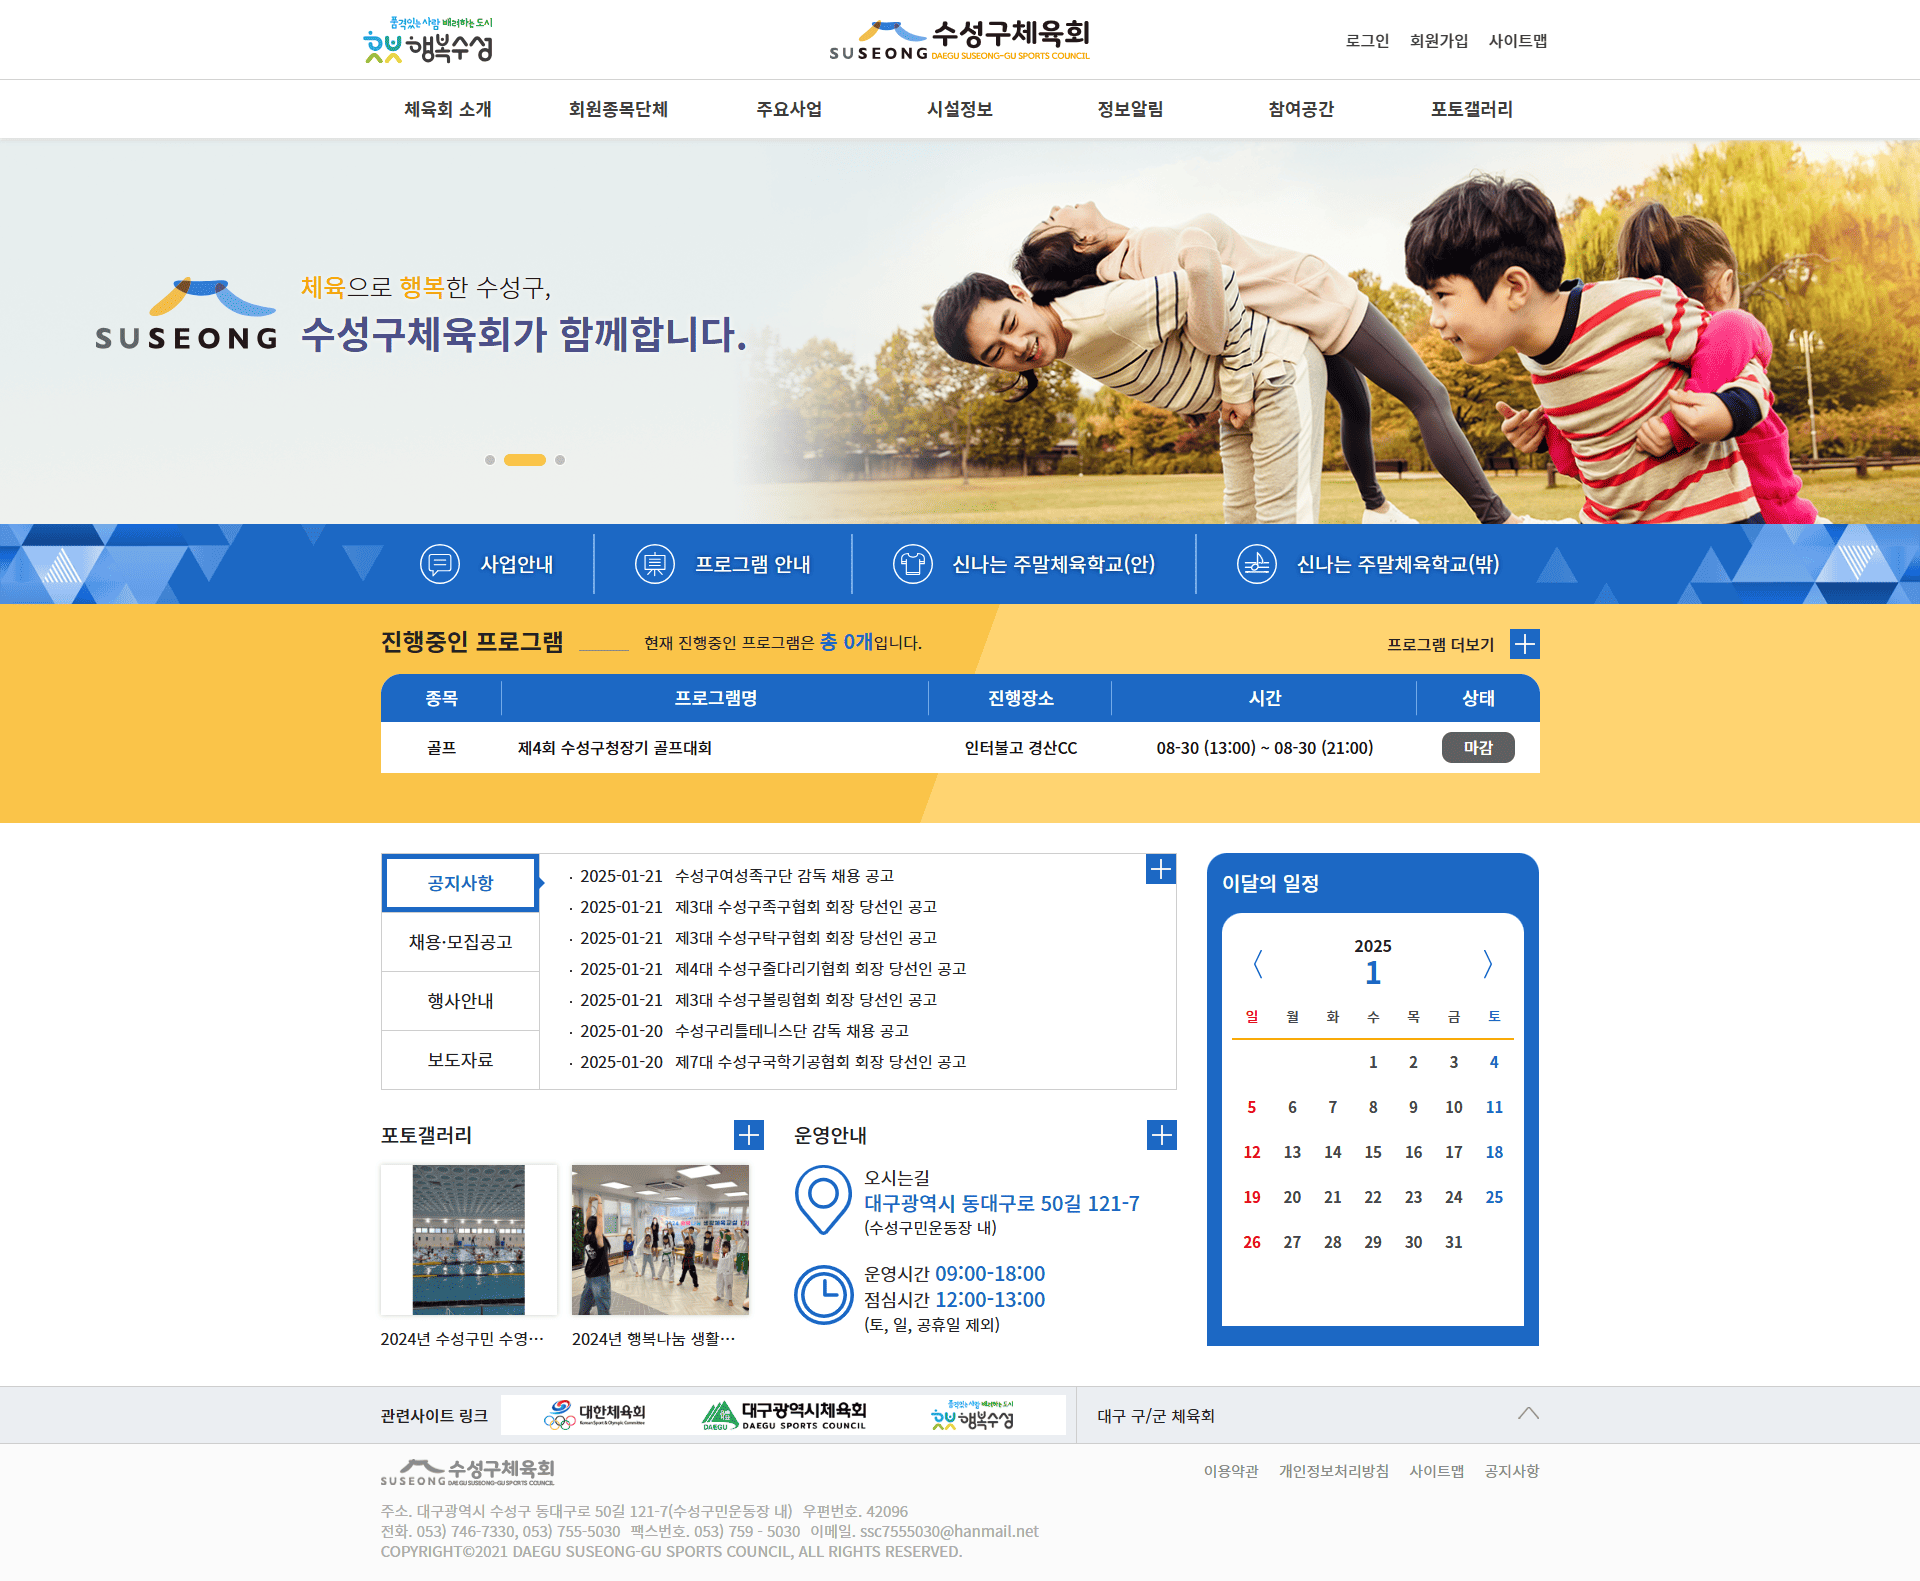 품격있는사람 배려하는도시
행복수성
수성구체육회
SUSEONG DAEGU SUSEONG-GU SPORTS COUNCIL
로그인 회원가입 사이트맵
체육회 소개 회원종목단체 주요사업 시설정보 정보알림 참여공간 포토갤러리
체육으로 행복한 수성구,
SUSEONG 수성구체육회가 함께합니다.
사업안내 프로그램 안내 신나는 주말체육학교(안) 신나는 주말체육학교(밖)
진행중인 프로그램 현재 진행중인 프로그램은 총 0개입니다. 프로그램 더보기
종목 프로그램명 진행장소 시간 상태
골프 제4회 수성구청장기 골프대회 인터불고 경산CC 08-30 (13:00) ~ 08-30 (21:00) 마감
공지사항
채용·모집공고
행사안내
보도자료
· 2025-01-21 수성구여성족구단 감독 채용 공고
· 2025-01-21 제3대 수성구족구협회 회장 당선인 공고
· 2025-01-21 제3대 수성구탁구협회 회장 당선인 공고
· 2025-01-21 제4대 수성구줄다리기협회 회장 당선인 공고
· 2025-01-21 제3대 수성구볼링협회 회장 당선인 공고
· 2025-01-20 수성구리틀테니스단 감독 채용 공고
· 2025-01-20 제7대 수성구국학기공협회 회장 당선인 공고
이달의 일정
2025
1
일 월 화 수 목 금 토
1 2 3 4
5 6 7 8 9 10 11
12 13 14 15 16 17 18
19 20 21 22 23 24 25
26 27 28 29 30 31
포토갤러리
2024년 수성구민 수영…
2024년 행복나눔 생활…
운영안내
오시는길
대구광역시 동대구로 50길 121-7
(수성구민운동장 내)
운영시간 09:00-18:00
점심시간 12:00-13:00
(토, 일, 공휴일 제외)
관련사이트 링크
대한체육회
Korean Sport & Olympic Committee
대구광역시체육회
DAEGU DAEGU SPORTS COUNCIL
품격있는사람 배려하는도시
행복수성
대구 구/군 체육회
수성구체육회
SUSEONG DAEGU SUSEONG-GU SPORTS COUNCIL
이용약관 개인정보처리방침 사이트맵 공지사항
주소. 대구광역시 수성구 동대구로 50길 121-7(수성구민운동장 내) 우편번호. 42096
전화. 053) 746-7330, 053) 755-5030 팩스번호. 053) 759 - 5030 이메일. ssc7555030@hanmail.net
COPYRIGHT©2021 DAEGU SUSEONG-GU SPORTS COUNCIL, ALL RIGHTS RESERVED.